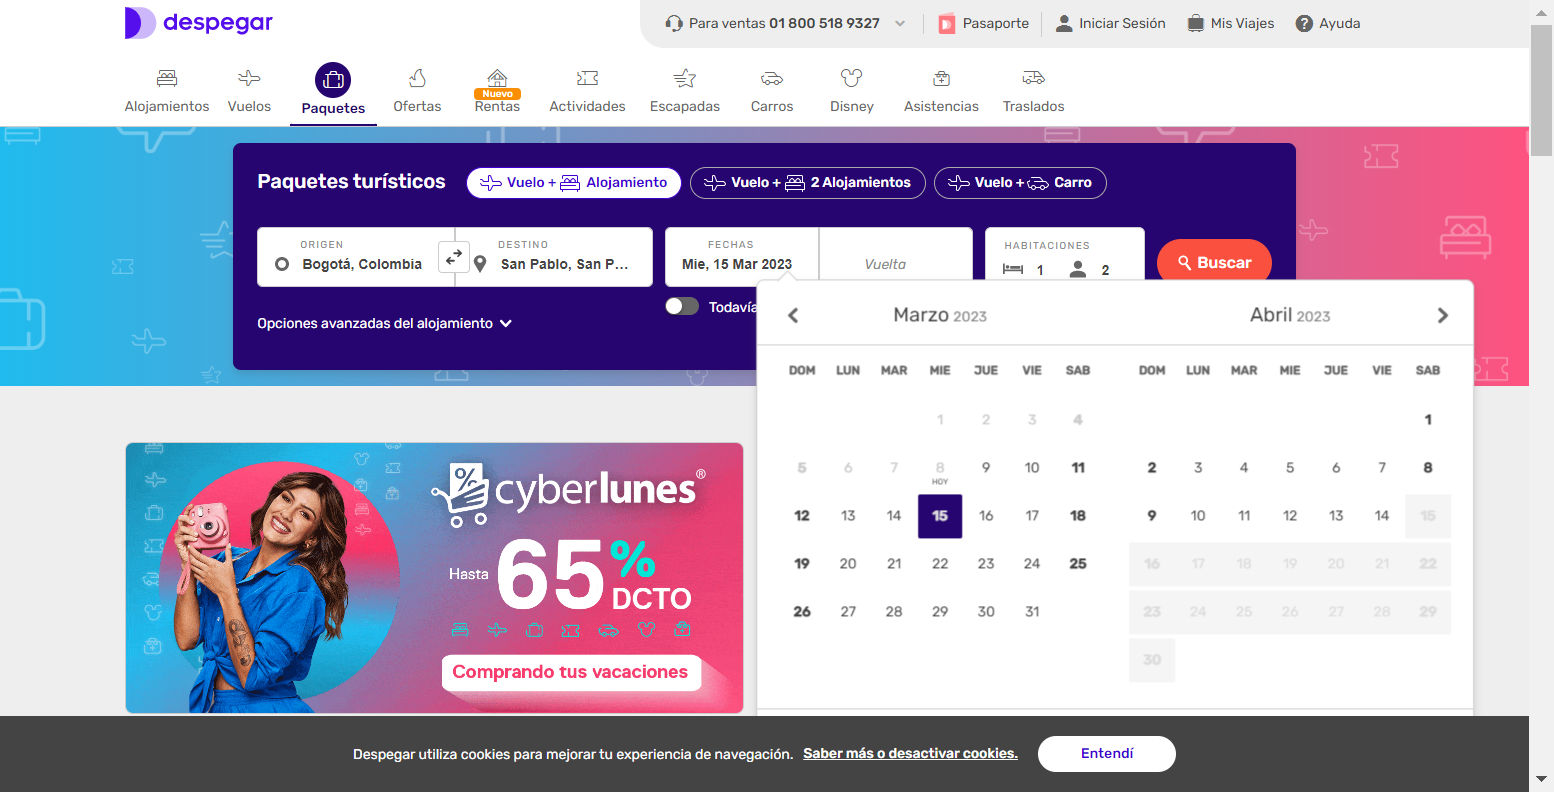 despegar
Para ventas 01 800 518 9327
Pasaporte
Iniciar Sesión
Mis Viajes
Ayuda
Alojamientos
Vuelos
Paquetes
Ofertas
Nuevo
Rentas
Actividades
Escapadas
Carros
Disney
Asistencias
Traslados
Paquetes turísticos
Vuelo + Alojamiento
Vuelo + 2 Alojamientos
Vuelo + Carro
ORIGEN
Bogotá, Colombia
DESTINO
San Pablo, San P...
FECHAS
Mie, 15 Mar 2023
Vuelta
HABITACIONES
1 2
Buscar
Todavía
Opciones avanzadas del alojamiento
Marzo 2023
DOM LUN MAR MIE JUE VIE SAB
1 2 3 4
5 6 7 8 9 10 11
HOY
12 13 14 15 16 17 18
19 20 21 22 23 24 25
26 27 28 29 30 31
Abril 2023
DOM LUN MAR MIE JUE VIE SAB
1
2 3 4 5 6 7 8
9 10 11 12 13 14 15
16 17 18 19 20 21 22
23 24 25 26 27 28 29
30
% cyberlunes®
Hasta 65% DCTO
Comprando tus vacaciones
Despegar utiliza cookies para mejorar tu experiencia de navegación. Saber más o desactivar cookies.
Entendí